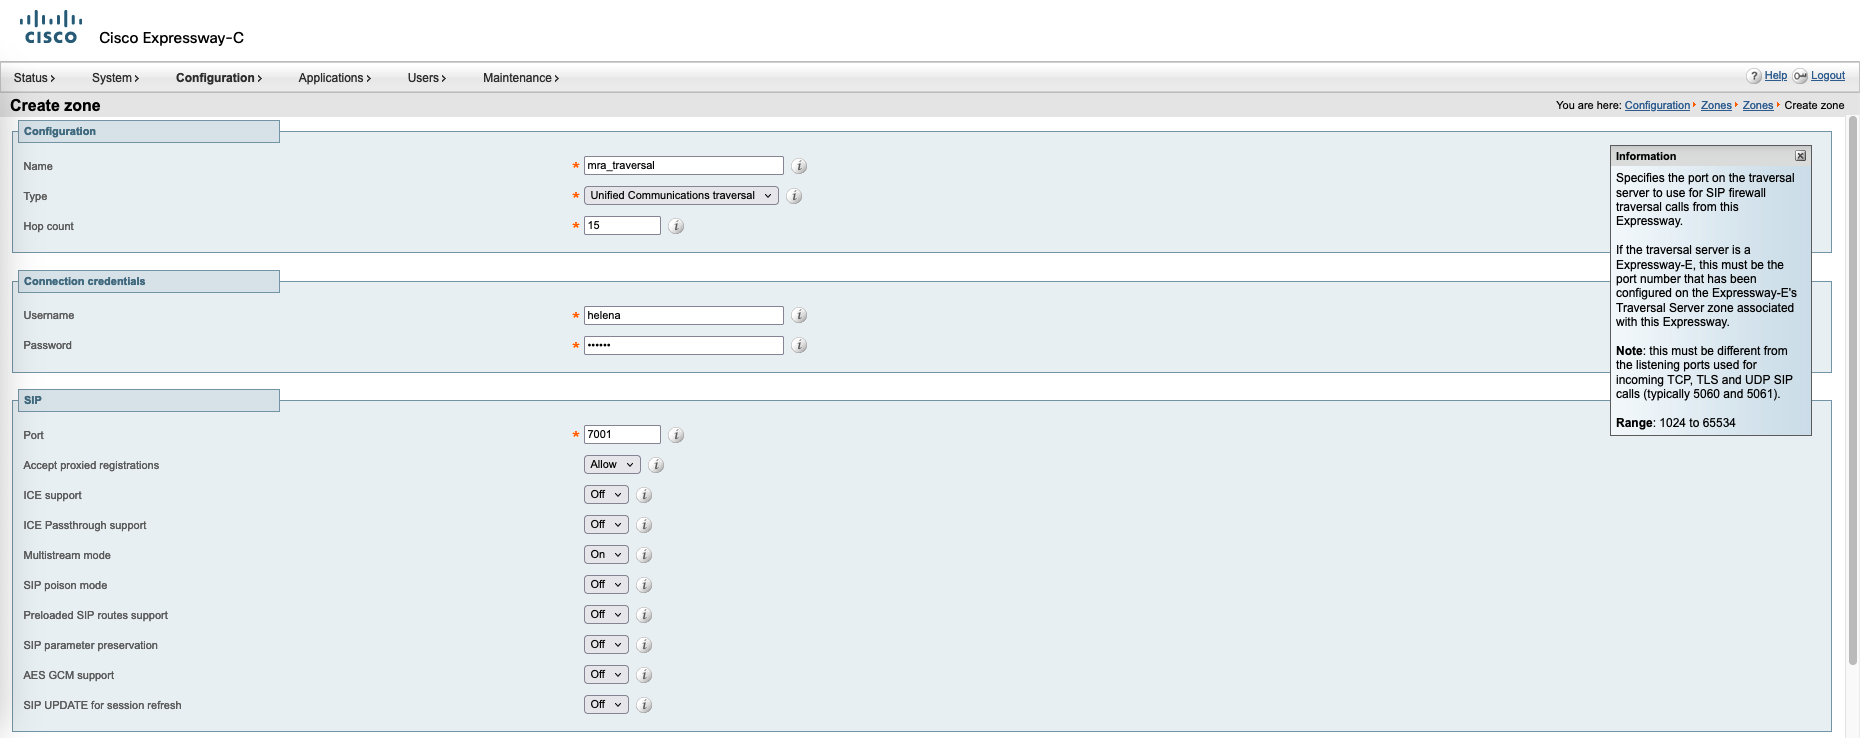 CISCO
Cisco Expressway-C
Status System Configuration Applications Users Maintenance
? Help Logout
Create zone
You are here: Configuration Zones Zones Create zone
Configuration
Name * mra_traversal i
Type * Unified Communications traversal i
Hop count * 15 i
Connection credentials
Username * helena i
Password * •••••• i
SIP
Port * 7001 i
Accept proxied registrations Allow i
ICE support Off i
ICE Passthrough support Off i
Multistream mode On i
SIP poison mode Off i
Preloaded SIP routes support Off i
SIP parameter preservation Off i
AES GCM support Off i
SIP UPDATE for session refresh Off i
Information x
Specifies the port on the traversal
server to use for SIP firewall
traversal calls from this
Expressway.
If the traversal server is a
Expressway-E, this must be the
port number that has been
configured on the Expressway-E's
Traversal Server zone associated
with this Expressway.
Note: this must be different from
the listening ports used for
incoming TCP, TLS and UDP SIP
calls (typically 5060 and 5061).
Range: 1024 to 65534